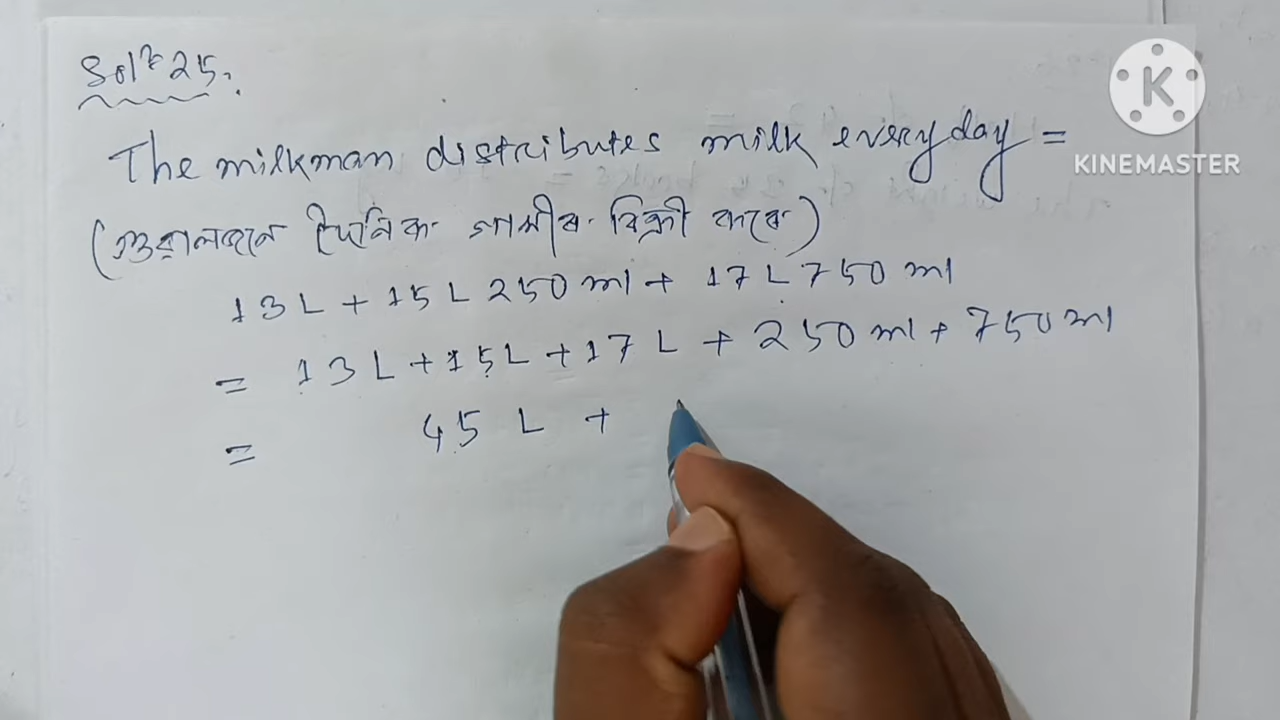 Solⁿ 25.
The milkman distributes milk everyday =
(গুৱালজনে দৈনিক গাখীৰ বিক্ৰী কৰে)
13 L + 15 L 250 ml + 17 L 750 ml
= 13 L + 15 L + 17 L + 250 ml + 750 ml
= 45 L +
K
KINEMASTER